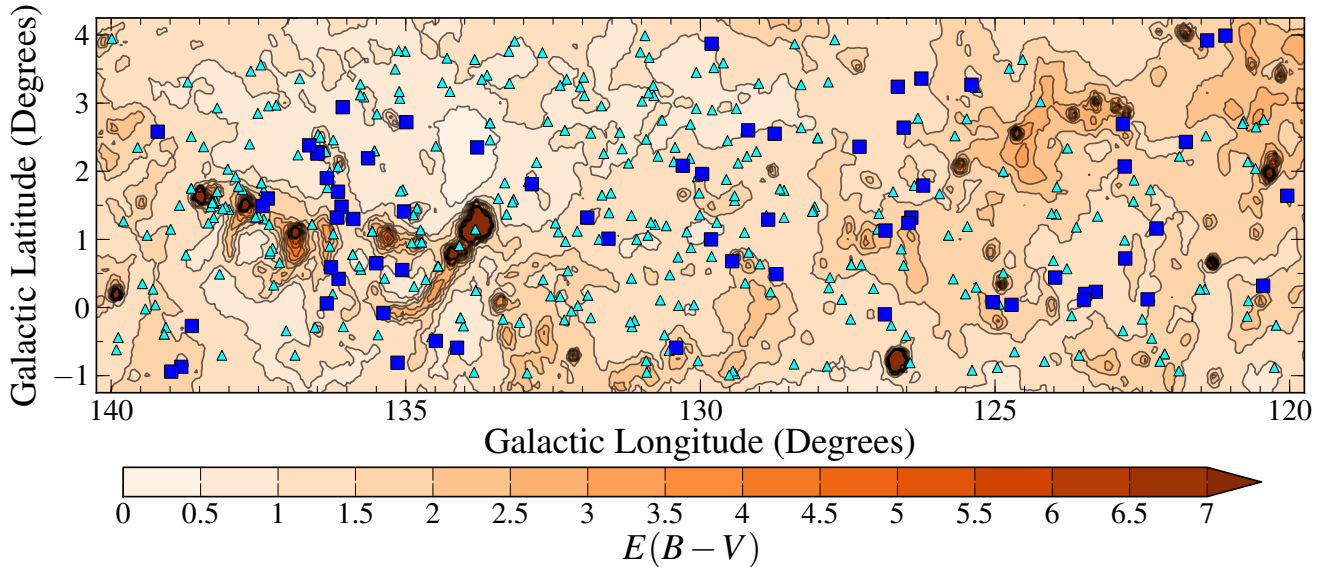 4
3
2
1
0
−1
Galactic Latitude (Degrees)
140 135 130 125 120
Galactic Longitude (Degrees)
0 0.5 1 1.5 2 2.5 3 3.5 4 4.5 5 5.5 6 6.5 7
E(B−V)